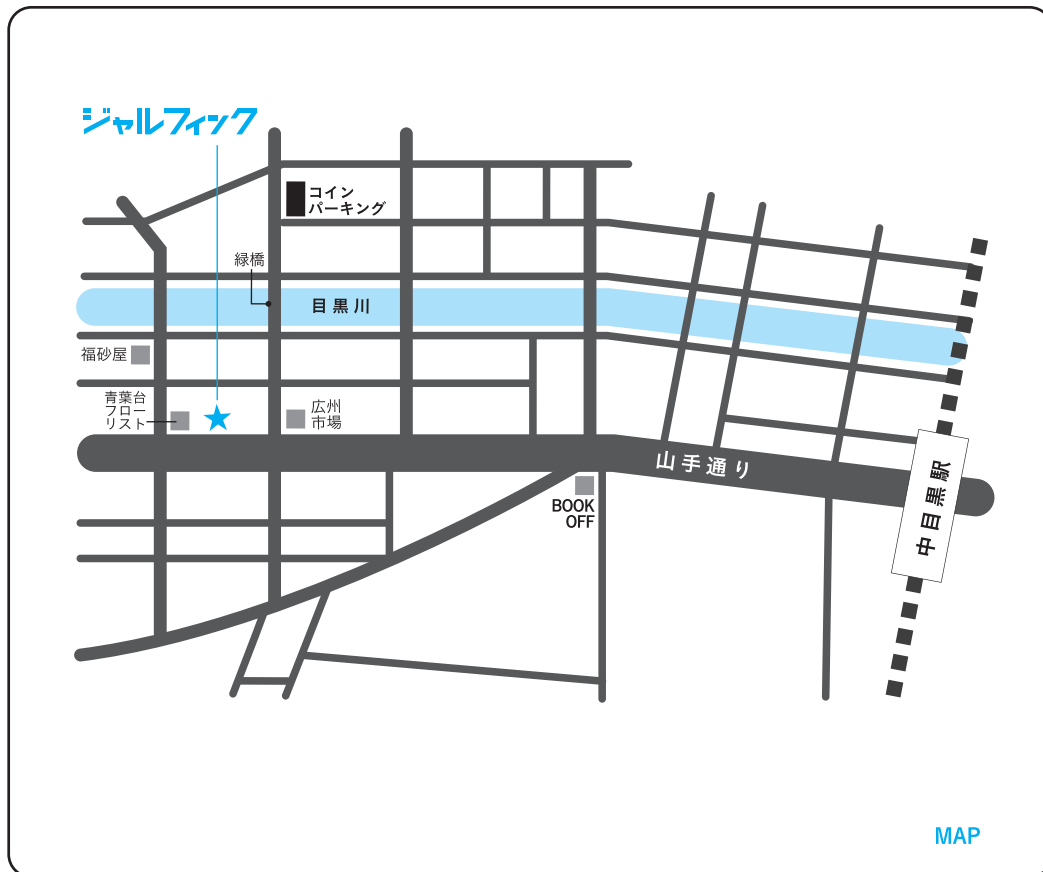 ジャルフィック
コイン
パーキング
緑橋
目黒川
福砂屋
青葉台
フロー
リスト
広州
市場
山手通り
BOOK
OFF
中目黒駅
MAP